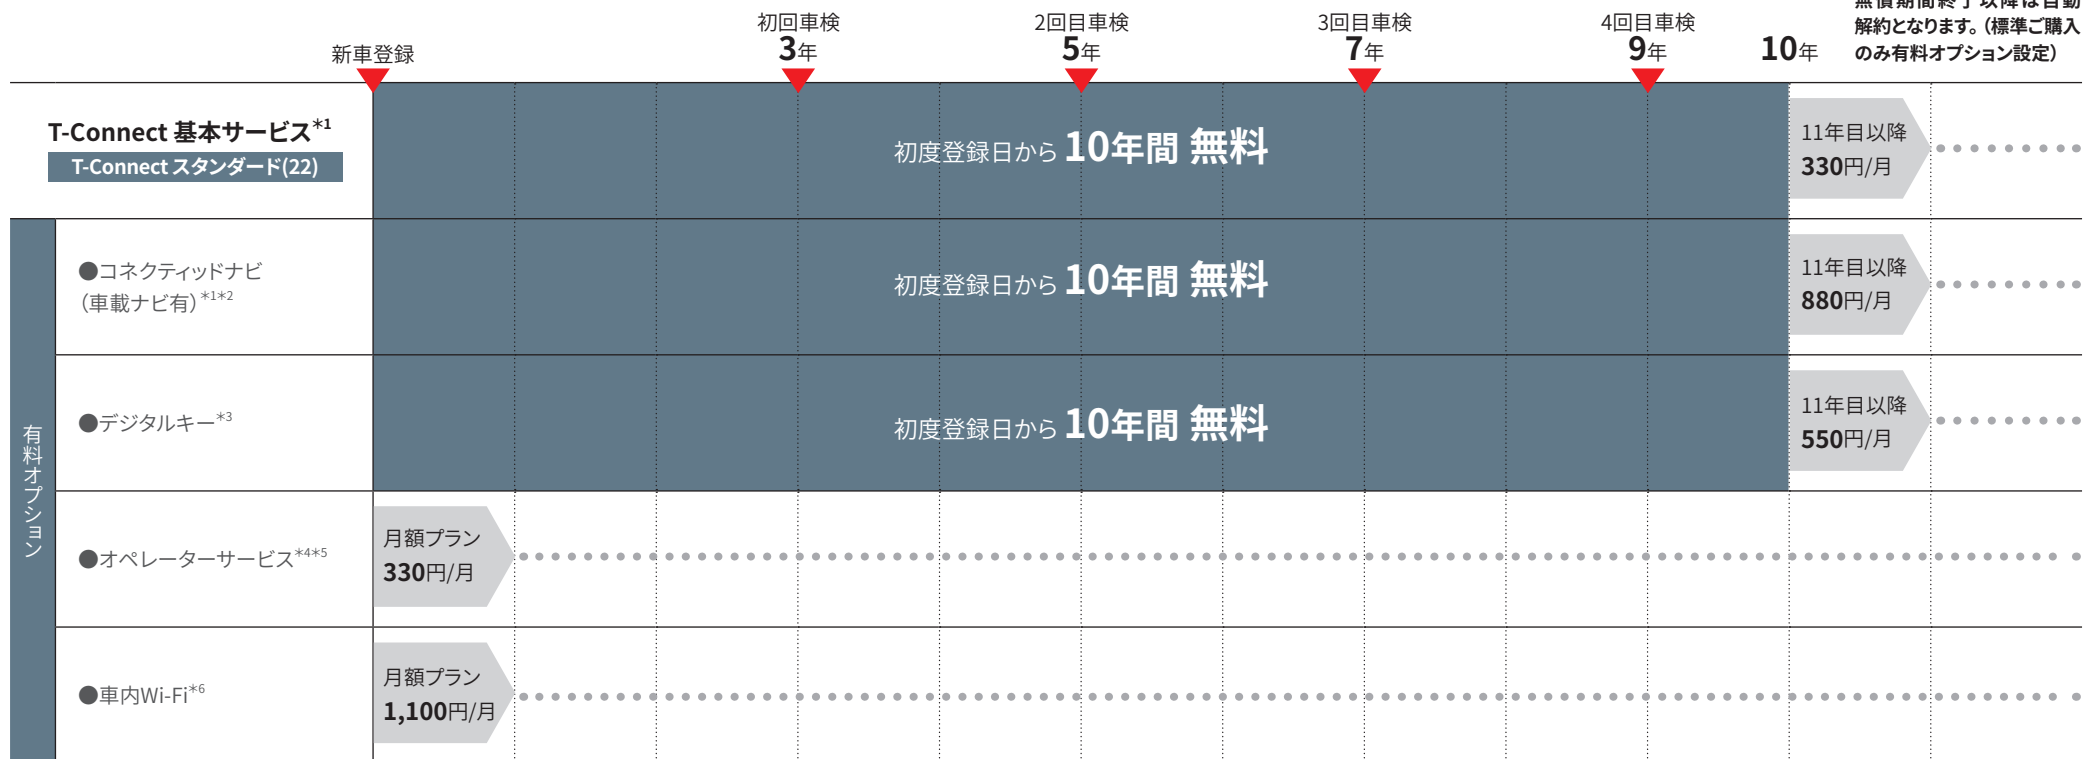 無償期間終了以降は自動
解約となります。（標準ご購入
のみ有料オプション設定）
新車登録
初回車検
3年
2回目車検
5年
3回目車検
7年
4回目車検
9年
10年
T-Connect 基本サービス＊1
T-Connect スタンダード(22)
初度登録日から 10年間 無料
11年目以降
330円/月
有料オプション
●コネクティッドナビ
（車載ナビ有）＊1＊2
初度登録日から 10年間 無料
11年目以降
880円/月
●デジタルキー＊3
初度登録日から 10年間 無料
11年目以降
550円/月
●オペレーターサービス＊4＊5
月額プラン
330円/月
●車内Wi-Fi＊6
月額プラン
1,100円/月